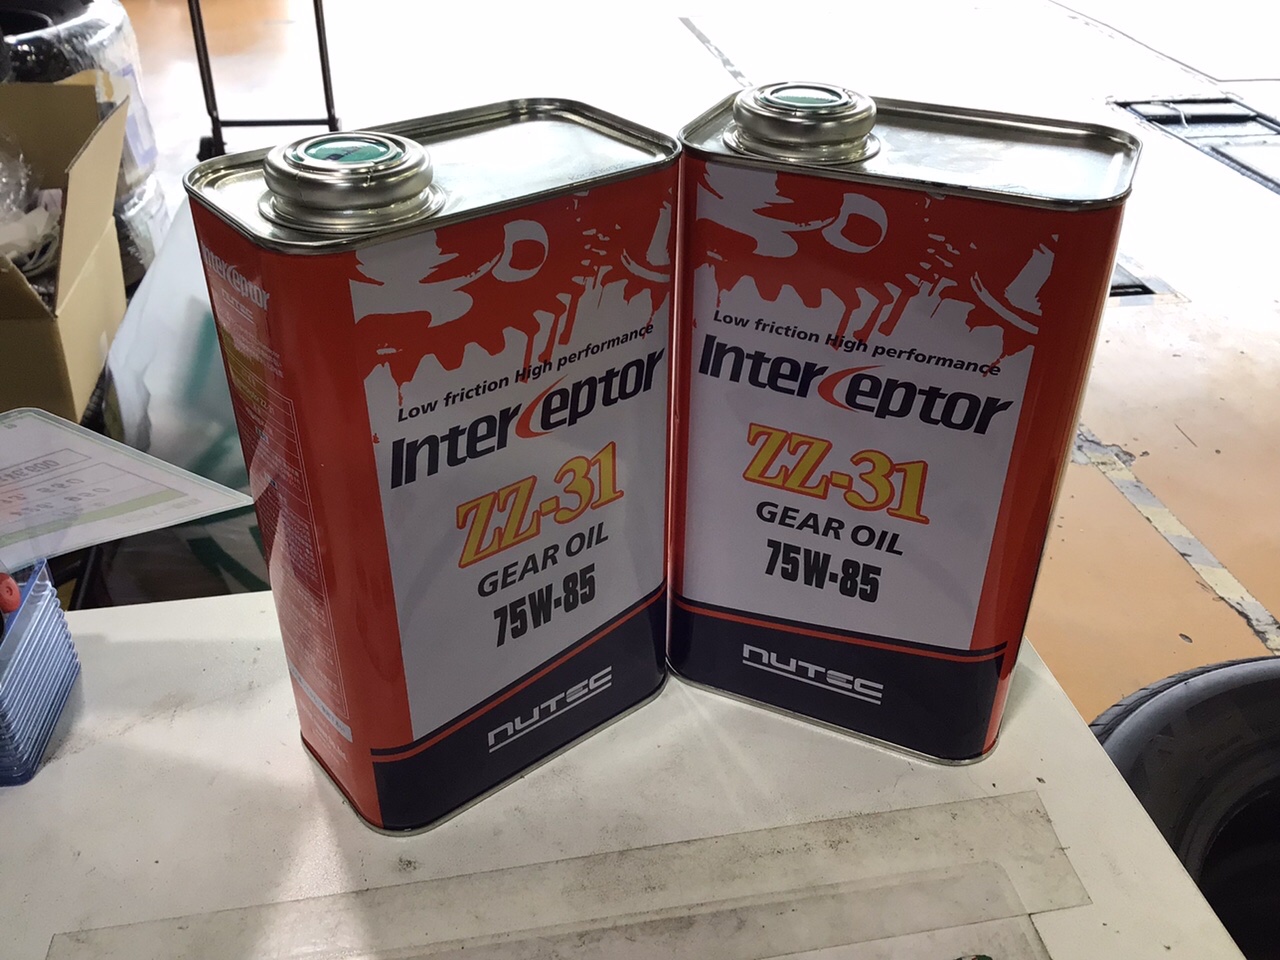 Interceptor
Low friction High performance
Interceptor
ZZ-31
GEAR OIL
75W-85
NUTEC
Low friction High performance
Interceptor
ZZ-31
GEAR OIL
75W-85
NUTEC